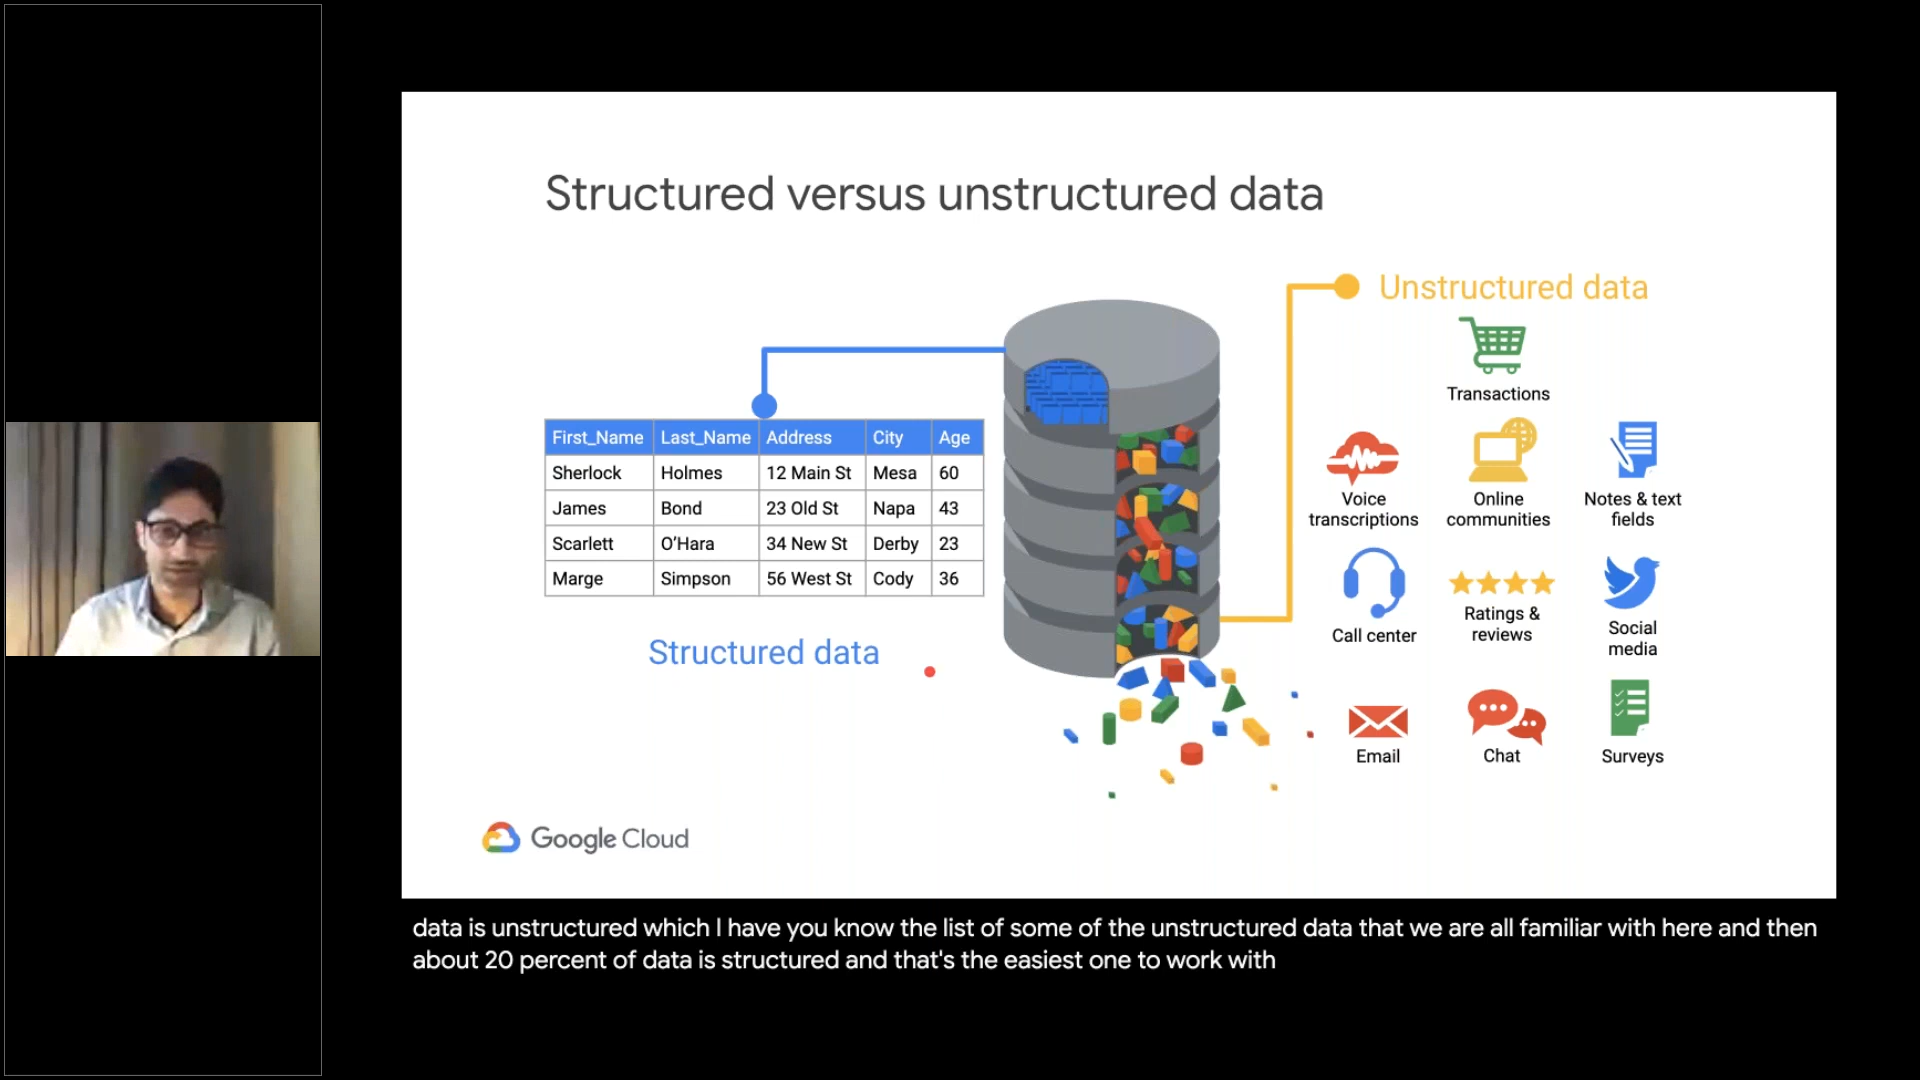 Structured versus unstructured data
Unstructured data
Transactions
First_Name Last_Name Address City Age
Sherlock Holmes 12 Main St Mesa 60
James Bond 23 Old St Napa 43
Scarlett O'Hara 34 New St Derby 23
Marge Simpson 56 West St Cody 36
Structured data
Voice
transcriptions
Online
communities
Notes & text
fields
Call center
Ratings &
reviews
Social
media
Email
Chat
Surveys
Google Cloud
data is unstructured which I have you know the list of some of the unstructured data that we are all familiar with here and then
about 20 percent of data is structured and that's the easiest one to work with